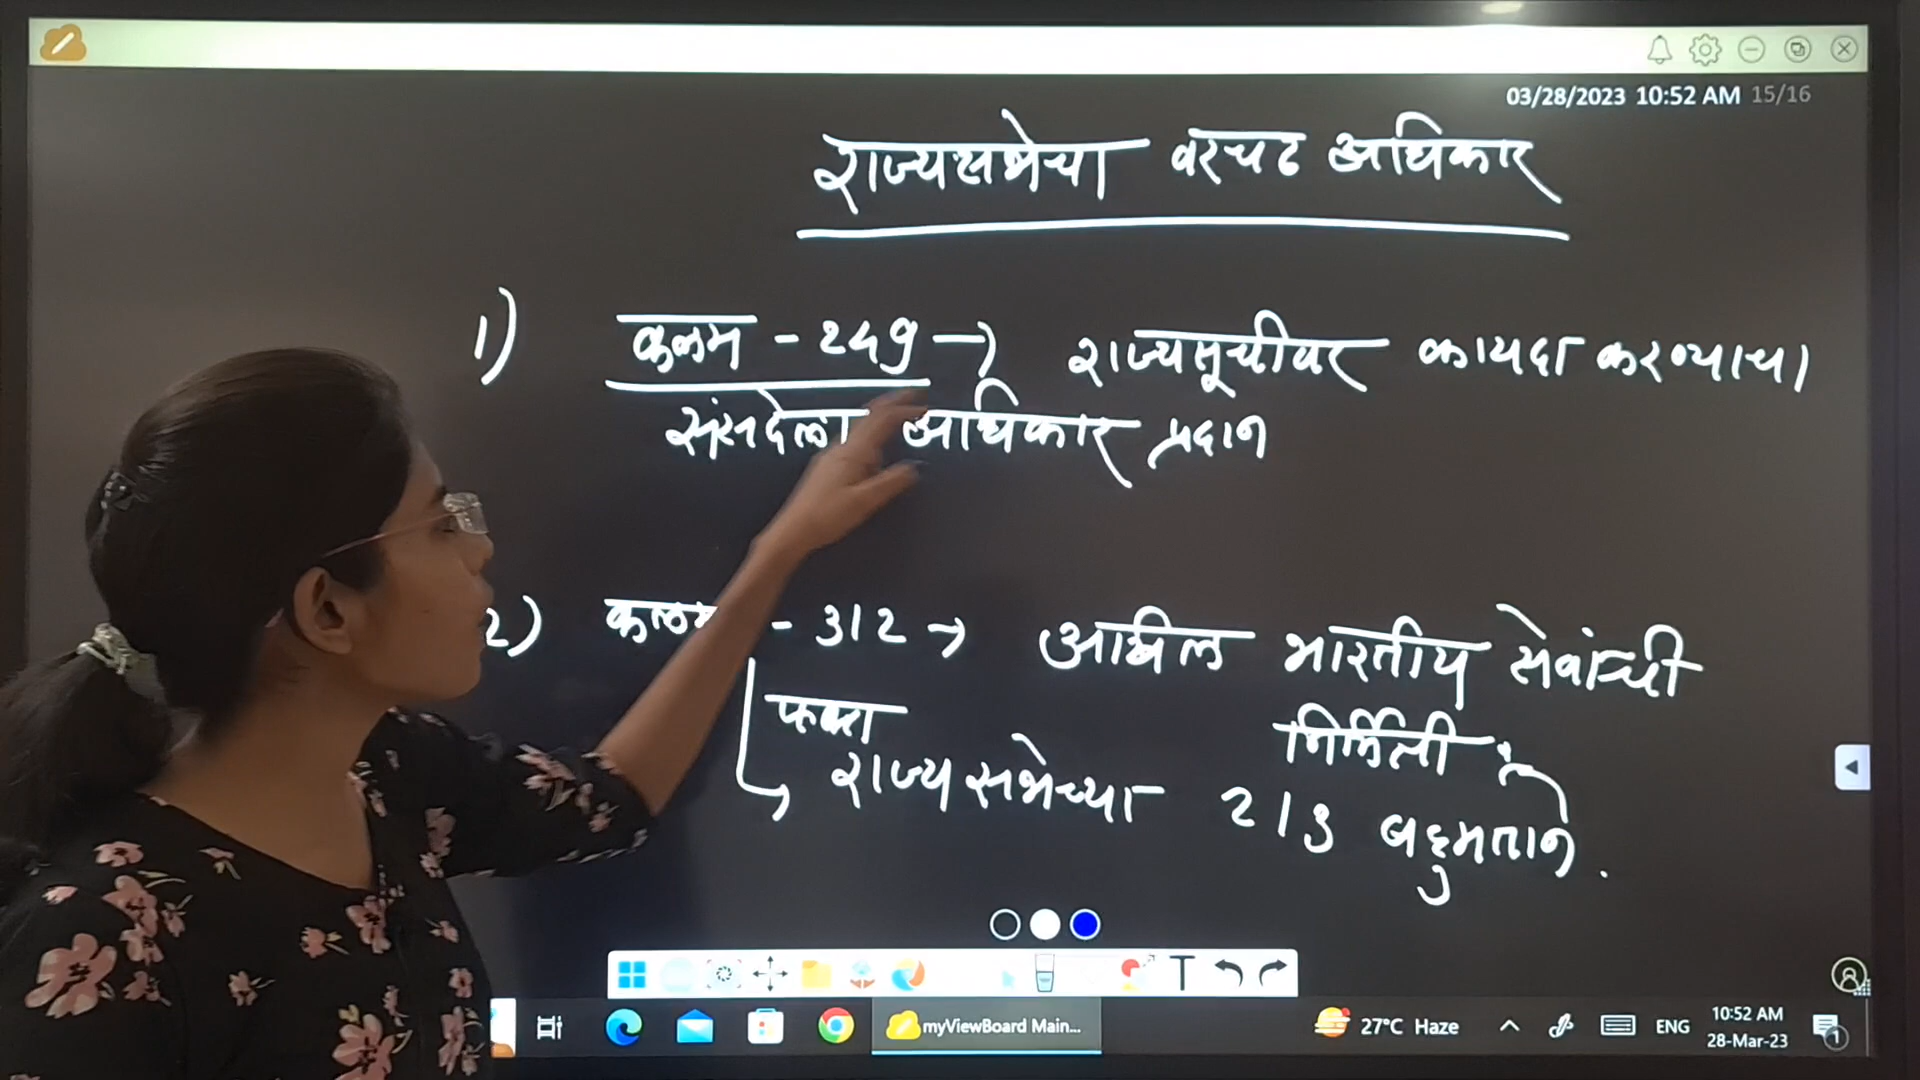 03/28/2023 10:52 AM 15/16
राज्यसभेचा वरचढ अधिकार
1) कलम - 249 → राज्यसूचीवर कायदा करण्याचा
संसदेला अधिकार प्रदान
2) कलम - 312 → अखिल भारतीय सेवांची
निर्मिती
फक्त
राज्यसभेच्या 2/3 बहुमताने.
T
myViewBoard Main...
27°C Haze
ENG
10:52 AM
28-Mar-23
1